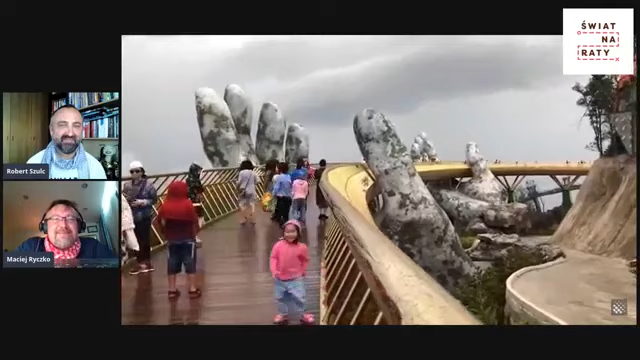 ŚWIAT
NA
RATY
Robert Szulc
Maciej Ryczko